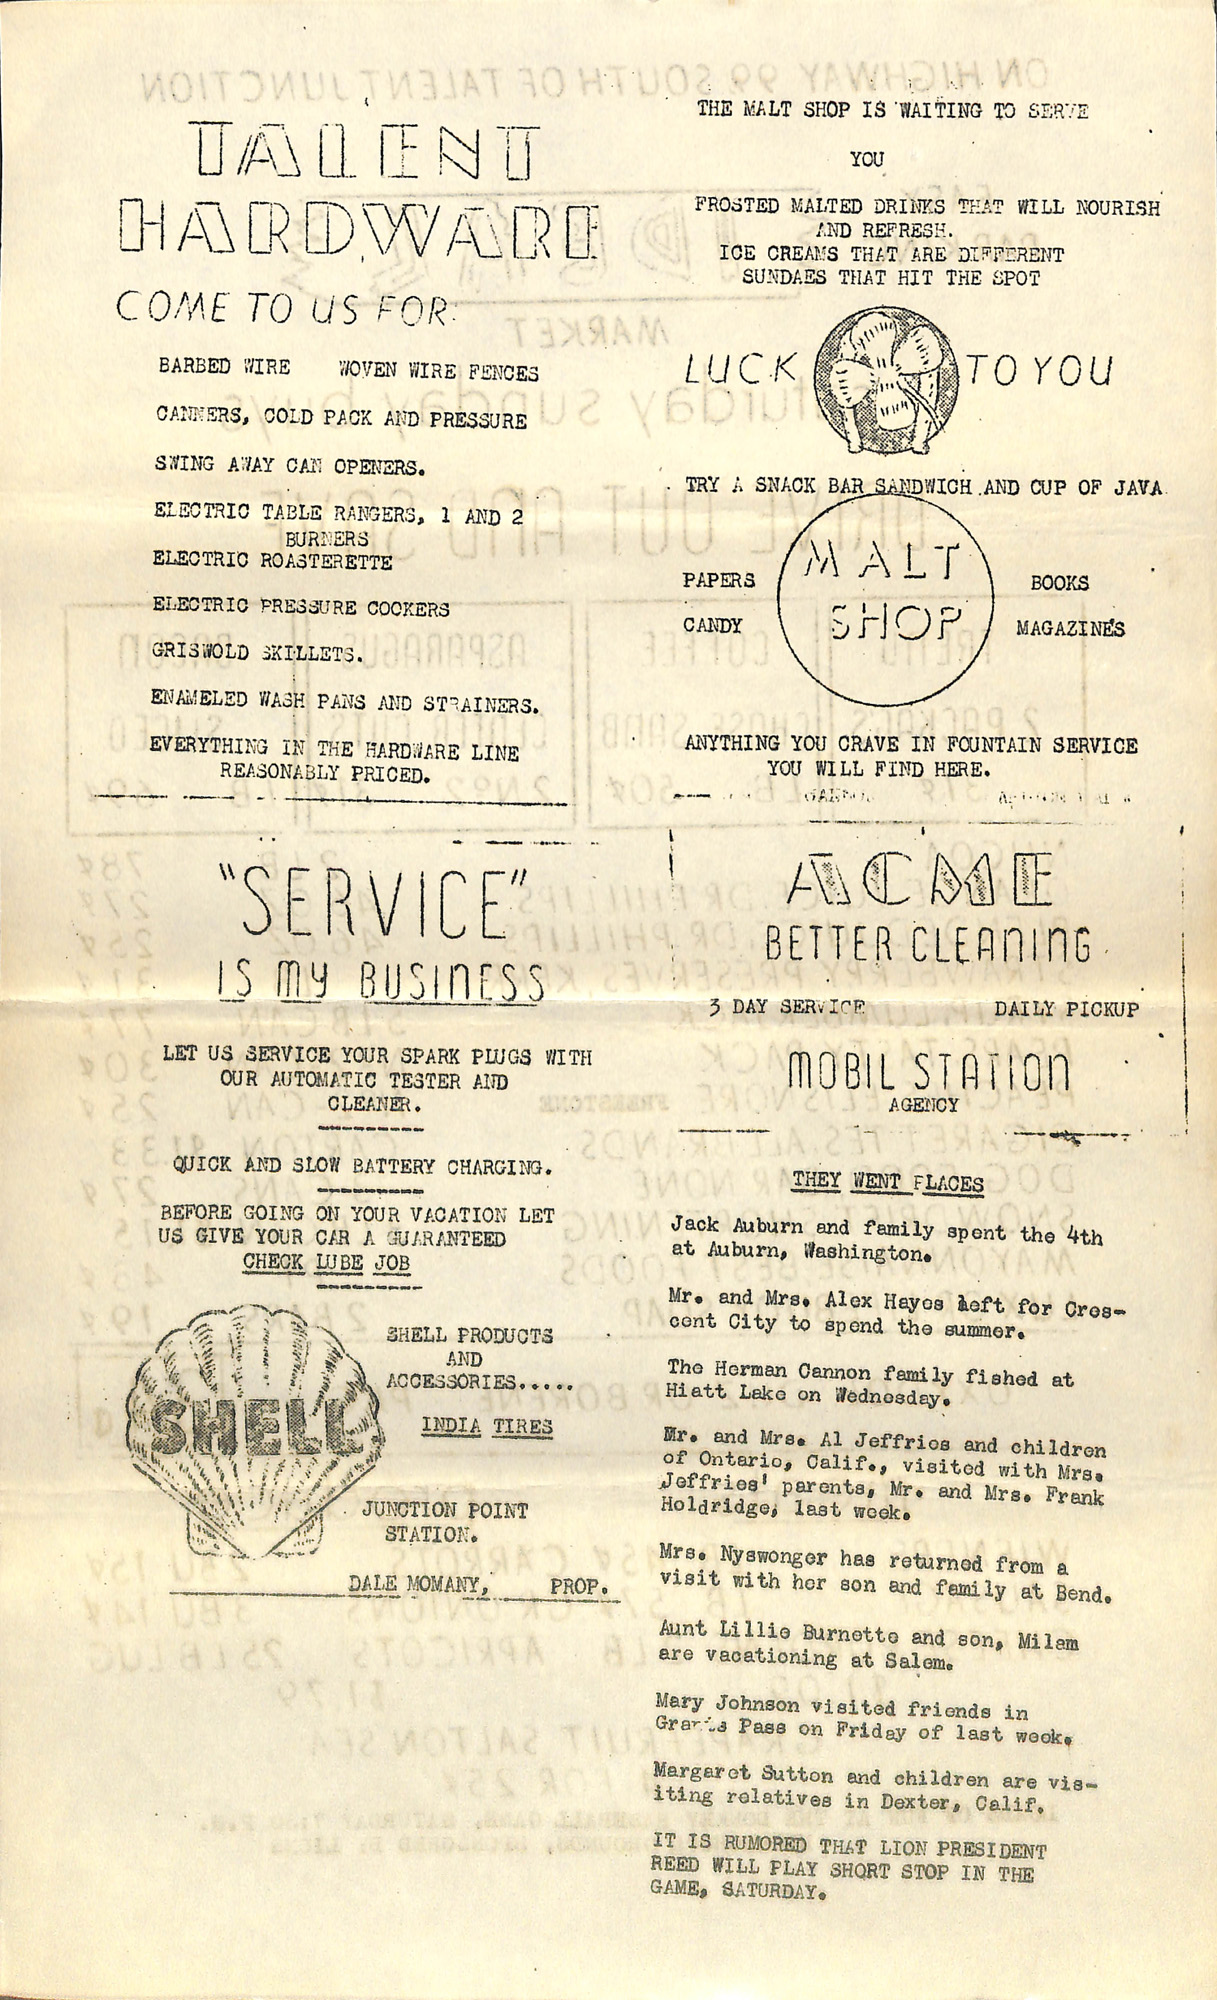 TALENT
HARDWARE
COME TO US FOR:
BARBED WIRE WOVEN WIRE FENCES
CANNERS, COLD PACK AND PRESSURE
SWING AWAY CAN OPENERS.
ELECTRIC TABLE RANGERS, 1 AND 2
BURNERS
ELECTRIC ROASTERETTE
ELECTRIC PRESSURE COOKERS
GRISWOLD SKILLETS.
ENAMELED WASH PANS AND STRAINERS.
EVERYTHING IN THE HARDWARE LINE
REASONABLY PRICED.
"SERVICE"
IS MY BUSINESS
LET US SERVICE YOUR SPARK PLUGS WITH
OUR AUTOMATIC TESTER AND
CLEANER.
QUICK AND SLOW BATTERY CHARGING.
BEFORE GOING ON YOUR VACATION LET
US GIVE YOUR CAR A GUARANTEED
CHECK LUBE JOB
SHELL
SHELL PRODUCTS
AND
ACCESSORIES.....
INDIA TIRES
JUNCTION POINT
STATION.
DALE MOMANY, PROP.
THE MALT SHOP IS WAITING TO SERVE
YOU
FROSTED MALTED DRINKS THAT WILL NOURISH
AND REFRESH.
ICE CREAMS THAT ARE DIFFERENT
SUNDAES THAT HIT THE SPOT
LUCK TO YOU
TRY A SNACK BAR SANDWICH AND CUP OF JAVA
PAPERS MALT BOOKS
CANDY SHOP MAGAZINES
ANYTHING YOU CRAVE IN FOUNTAIN SERVICE
YOU WILL FIND HERE.
ACME
BETTER CLEANING
3 DAY SERVICE DAILY PICKUP
MOBIL STATION
AGENCY
THEY WENT PLACES
Jack Auburn and family spent the 4th
at Auburn, Washington.
Mr. and Mrs. Alex Hayes left for Cres-
cent City to spend the summer.
The Herman Cannon family fished at
Hiatt Lake on Wednesday.
Mr. and Mrs. Al Jeffries and children
of Ontario, Calif., visited with Mrs.
Jeffries' parents, Mr. and Mrs. Frank
Holdridge, last week.
Mrs. Nyswonger has returned from a
visit with her son and family at Bend.
Aunt Lillie Burnette and son, Milam
are vacationing at Salem.
Mary Johnson visited friends in
Grants Pass on Friday of last week.
Margaret Sutton and children are vis-
iting relatives in Dexter, Calif.
IT IS RUMORED THAT LION PRESIDENT
REED WILL PLAY SHORT STOP IN THE
GAME, SATURDAY.